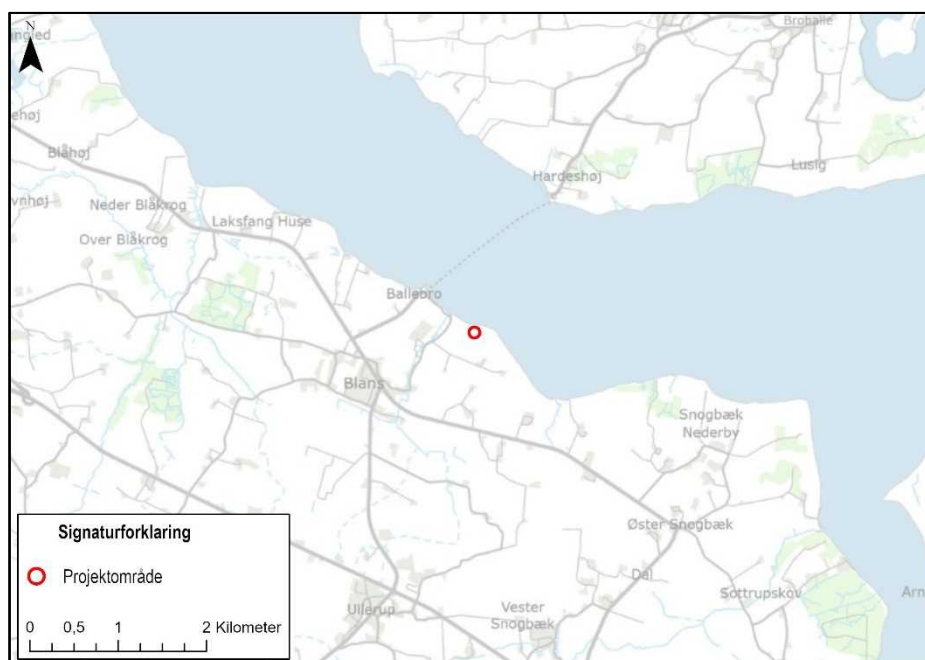 N
Brohalle
Blåhøj
Hardeshøj
Lusig
Neder Blåkrog
Laksfang Huse
Over Blåkrog
Ballebro
Blans
Snogbæk
Nederby
Øster Snogbæk
Dal
Sottrupskov
Ullerup
Vester
Snogbæk
Signaturforklaring
Projektområde
0 0,5 1 2 Kilometer